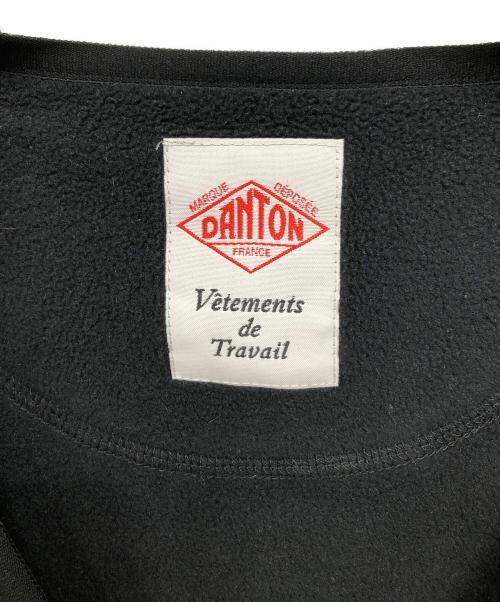 MARQUE DÉPOSÉE
DANTON
FRANCE
Vêtements
de
Travail